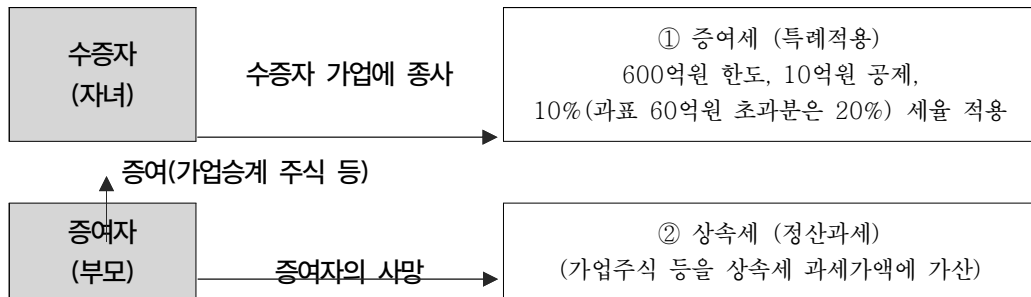 수증자
(자녀)
수증자 가업에 종사
① 증여세 (특례적용)
600억원 한도, 10억원 공제,
10%(과표 60억원 초과분은 20%) 세율 적용
증여(가업승계 주식 등)
증여자
(부모)
증여자의 사망
② 상속세 (정산과세)
(가업주식 등을 상속세 과세가액에 가산)